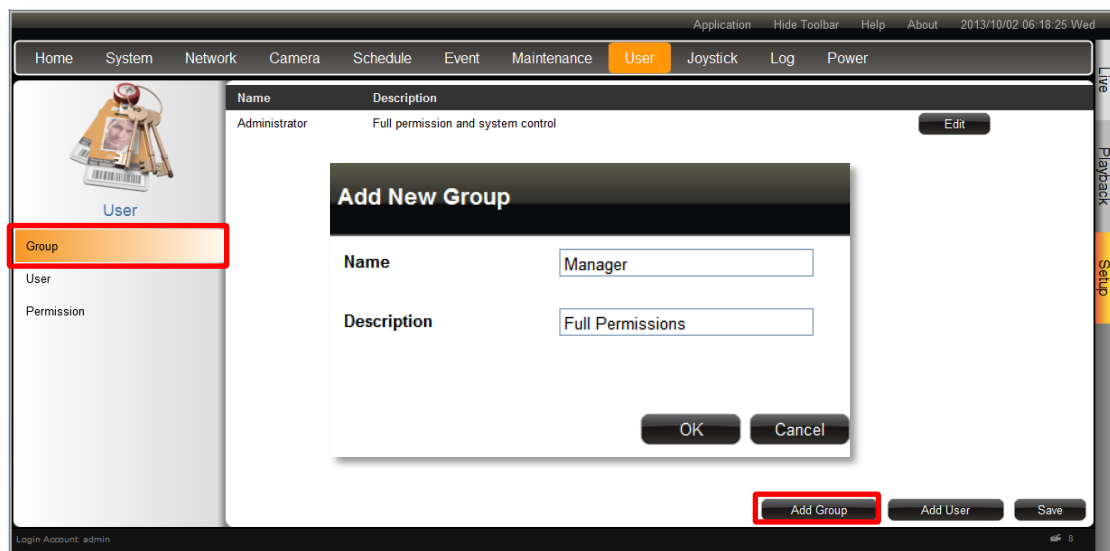 Application Hide Toolbar Help About 2013/10/02 06:18:25 Wed
Home System Network Camera Schedule Event Maintenance User Joystick Log Power
Live
Playback
Setup
User
Group
User
Permission
Name Description
Administrator Full permission and system control Edit
Add New Group
Name Manager
Description Full Permissions
OK Cancel
Add Group Add User Save
Login Account: admin 8